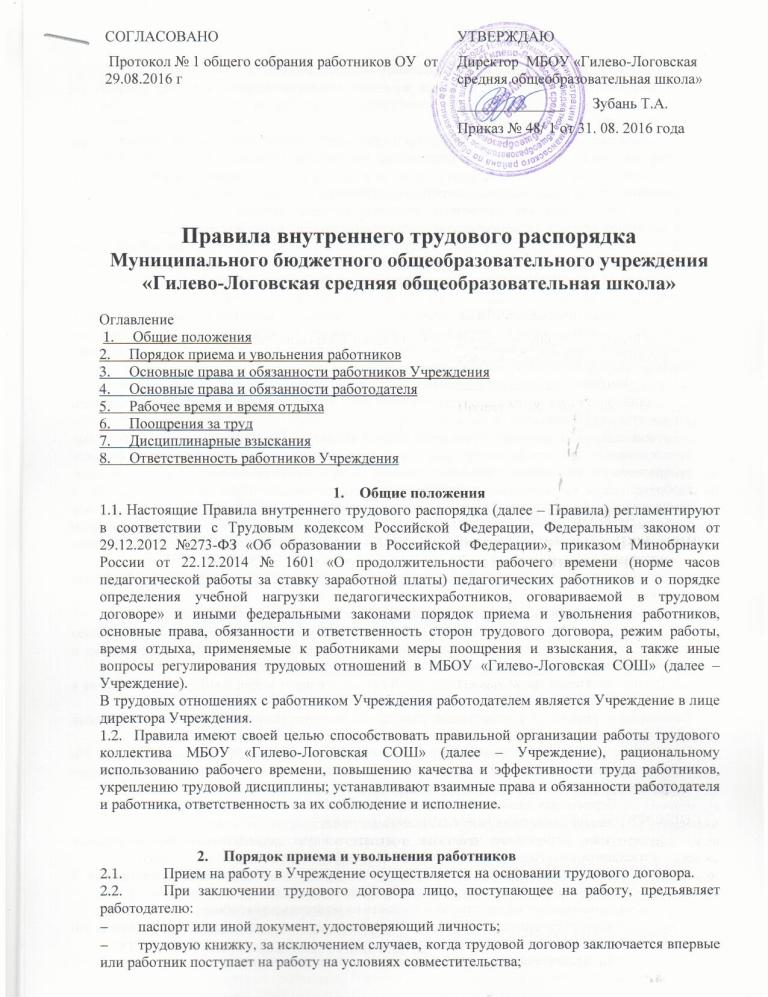 СОГЛАСОВАНО
Протокол № 1 общего собрания работников ОУ от
29.08.2016 г
УТВЕРЖДАЮ
Директор МБОУ «Гилево-Логовская
средняя общеобразовательная школа»
Зубань Т.А.
Приказ № 48/ 1 от 31. 08. 2016 года
Правила внутреннего трудового распорядка
Муниципального бюджетного общеобразовательного учреждения
«Гилево-Логовская средняя общеобразовательная школа»
Оглавление
1. Общие положения
2. Порядок приема и увольнения работников
3. Основные права и обязанности работников Учреждения
4. Основные права и обязанности работодателя
5. Рабочее время и время отдыха
6. Поощрения за труд
7. Дисциплинарные взыскания
8. Ответственность работников Учреждения
1. Общие положения
1.1. Настоящие Правила внутреннего трудового распорядка (далее – Правила) регламентируют
в соответствии с Трудовым кодексом Российской Федерации, Федеральным законом от
29.12.2012 №273-ФЗ «Об образовании в Российской Федерации», приказом Минобрнауки
России от 22.12.2014 № 1601 «О продолжительности рабочего времени (норме часов
педагогической работы за ставку заработной платы) педагогических работников и о порядке
определения учебной нагрузки педагогическихработников, оговариваемой в трудовом
договоре» и иными федеральными законами порядок приема и увольнения работников,
основные права, обязанности и ответственность сторон трудового договора, режим работы,
время отдыха, применяемые к работниками меры поощрения и взыскания, а также иные
вопросы регулирования трудовых отношений в МБОУ «Гилево-Логовская СОШ» (далее –
Учреждение).
В трудовых отношениях с работником Учреждения работодателем является Учреждение в лице
директора Учреждения.
1.2. Правила имеют своей целью способствовать правильной организации работы трудового
коллектива МБОУ «Гилево-Логовская СОШ» (далее – Учреждение), рациональному
использованию рабочего времени, повышению качества и эффективности труда работников,
укреплению трудовой дисциплины; устанавливают взаимные права и обязанности работодателя
и работника, ответственность за их соблюдение и исполнение.
2. Порядок приема и увольнения работников
2.1. Прием на работу в Учреждение осуществляется на основании трудового договора.
2.2. При заключении трудового договора лицо, поступающее на работу, предъявляет
работодателю:
– паспорт или иной документ, удостоверяющий личность;
– трудовую книжку, за исключением случаев, когда трудовой договор заключается впервые
или работник поступает на работу на условиях совместительства;